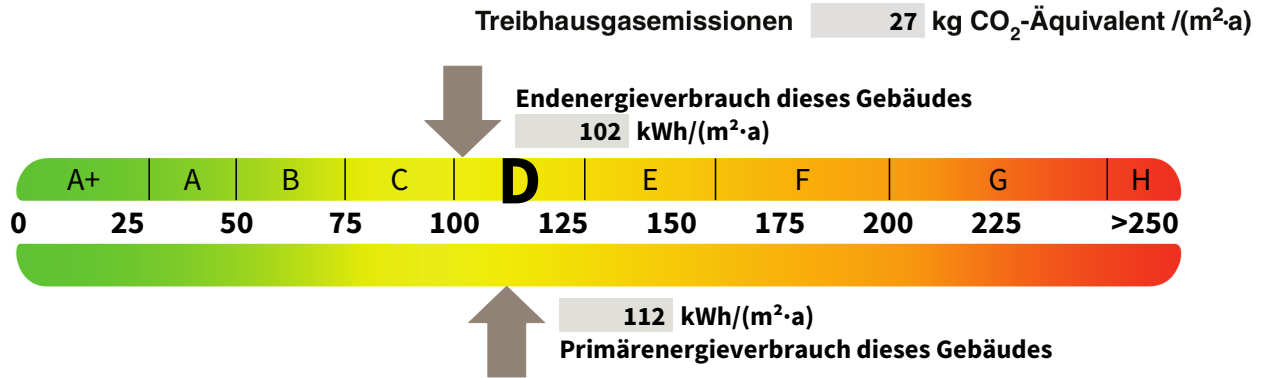 Treibhausgasemissionen 27 kg CO₂-Äquivalent /(m²·a)
Endenergieverbrauch dieses Gebäudes
102 kWh/(m²·a)
A+ A B C D E F G H
0 25 50 75 100 125 150 175 200 225 >250
112 kWh/(m²·a)
Primärenergieverbrauch dieses Gebäudes